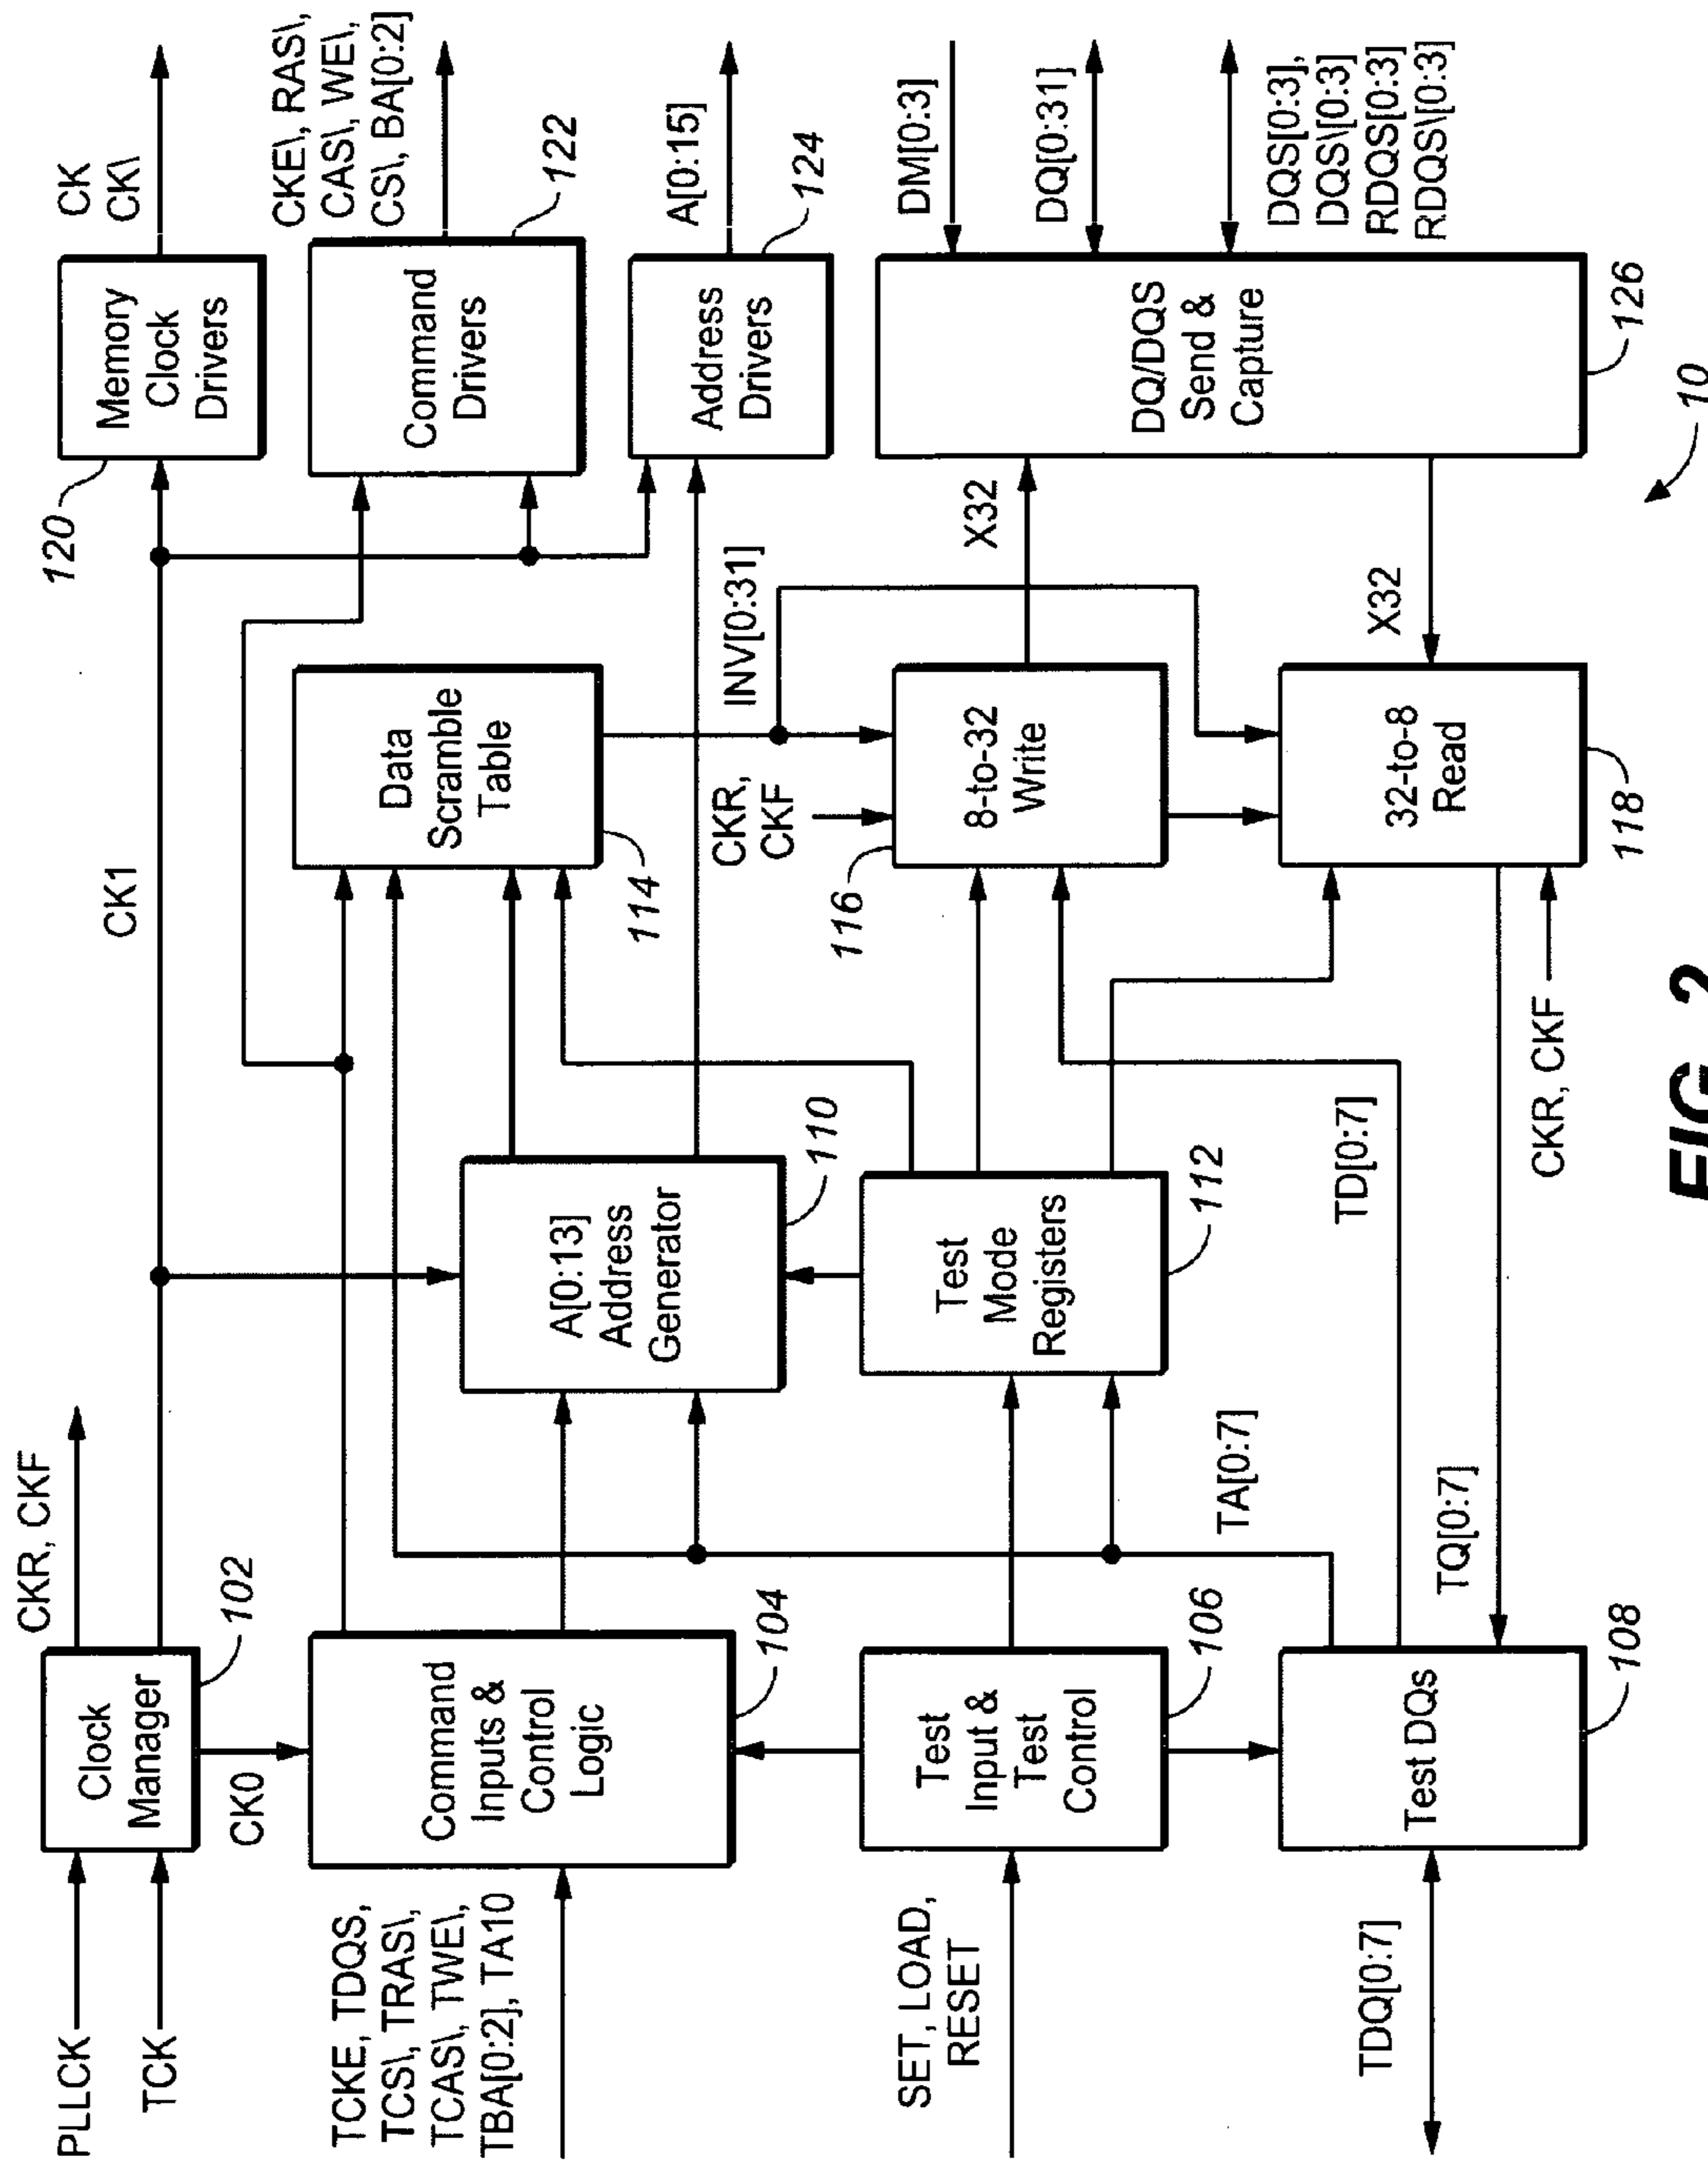 PLLCK
TCK
CKR, CKF
Clock
Manager
102
CK0
CK1
120
Memory
Clock
Drivers
CK
CK\
TCKE, TDQS,
TCS\, TRAS\,
TCAS\, TWE\,
TBA[0:2], TA10
Command
Inputs &
Control
Logic
104
A[0:13]
Address
Generator
110
Data
Scramble
Table
114
Command
Drivers
122
CKE\, RAS\,
CAS\, WE\,
CS\, BA[0:2]
Address
Drivers
124
A[0:15]
INV[0:31]
CKR,
CKF
116
SET, LOAD,
RESET
Test
Input &
Test
Control
106
Test
Mode
Registers
112
8-to-32
Write
X32
DM[0:3]
DQ[0:31]
DQ/DQS
Send &
Capture
126
DQS[0:3],
DQS\[0:3]
RDQS[0:3]
RDQS\[0:3]
TA[0:7]
TD[0:7]
TDQ[0:7]
Test DQs
108
TQ[0:7]
CKR, CKF
32-to-8
Read
118
X32
10
FIG. 2